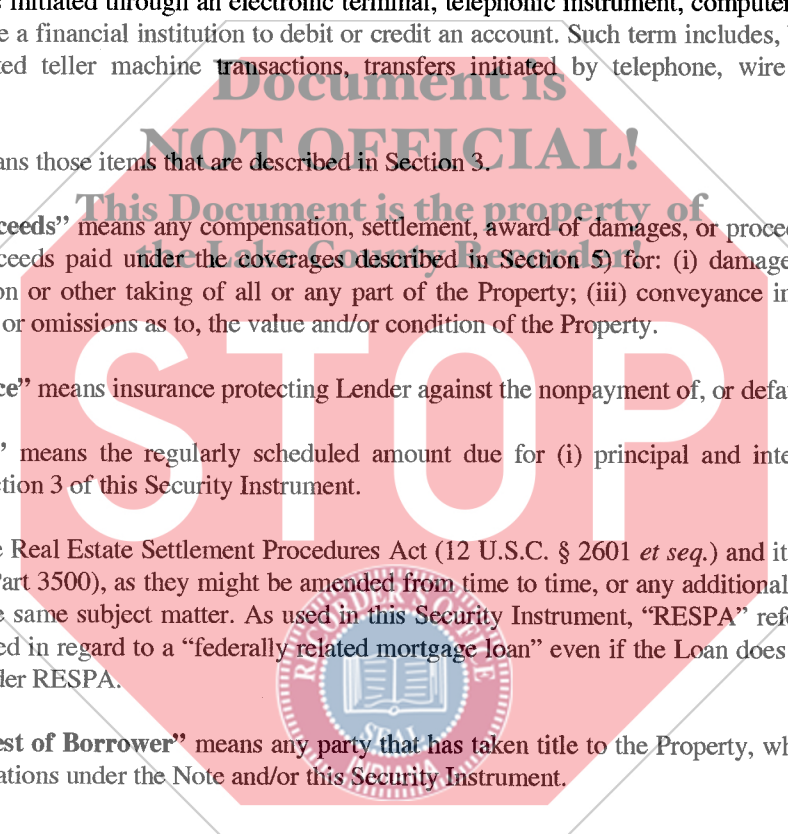 initiated through an electronic terminal, telephonic instrument, computer
e a financial institution to debit or credit an account. Such term includes,
ed teller machine transactions, transfers initiated by telephone, wire
Document is
NOT OFFICIAL!
ans those items that are described in Section 3.
This Document is the property of
the Lake County Recorder!
ceeds” means any compensation, settlement, award of damages, or procee
ceeds paid under the coverages described in Section 5) for: (i) damage
on or other taking of all or any part of the Property; (iii) conveyance in
or omissions as to, the value and/or condition of the Property.
STOP
ce” means insurance protecting Lender against the nonpayment of, or defau
” means the regularly scheduled amount due for (i) principal and inte
ction 3 of this Security Instrument.
e Real Estate Settlement Procedures Act (12 U.S.C. § 2601 et seq.) and it
Part 3500), as they might be amended from time to time, or any additional
e same subject matter. As used in this Security Instrument, “RESPA” refe
ed in regard to a “federally related mortgage loan” even if the Loan does
der RESPA.
RECORDER'S OFFICE
SEAL
INDIANA
est of Borrower” means any party that has taken title to the Property, wh
ations under the Note and/or this Security Instrument.